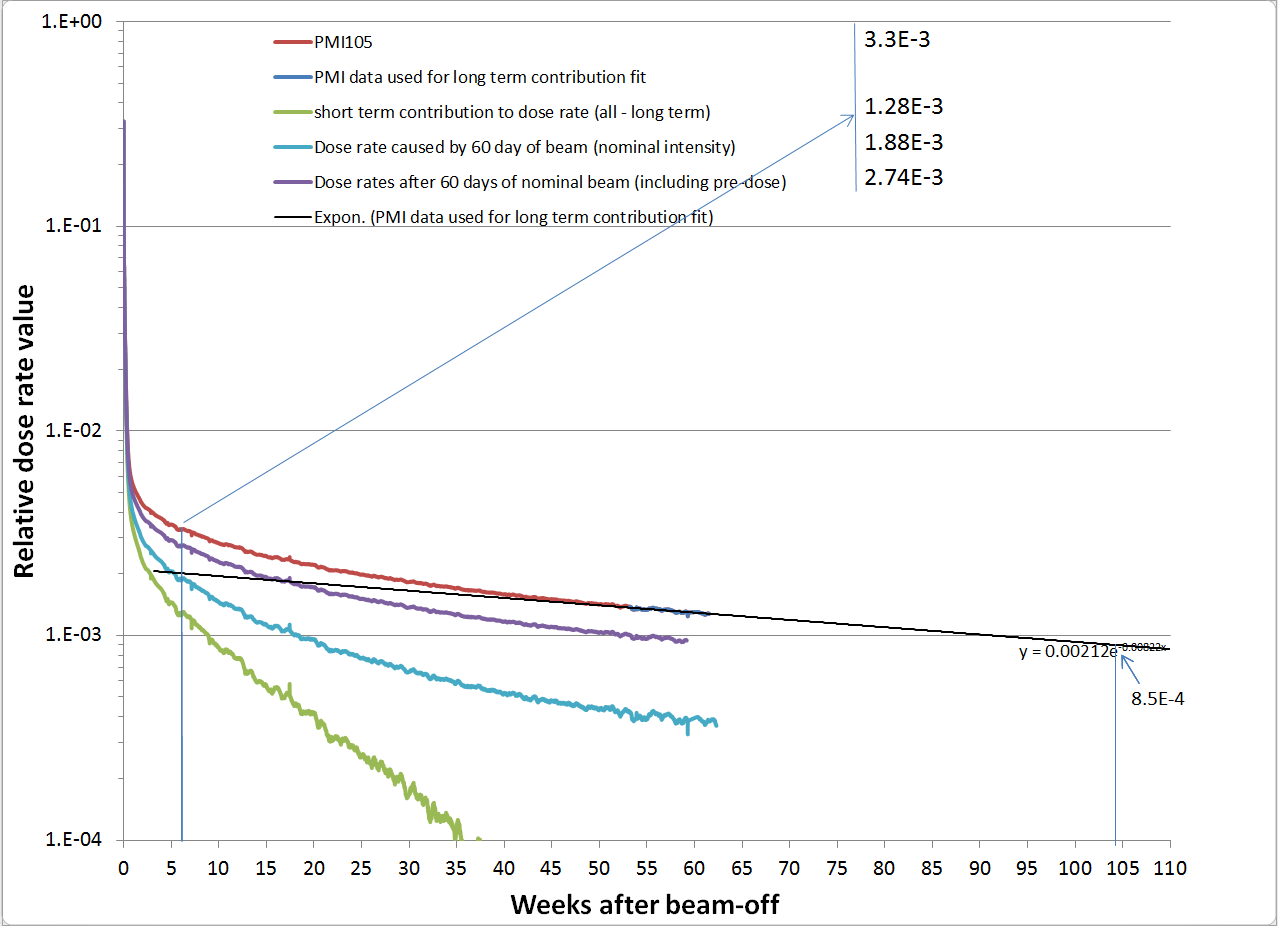 1.E+00
PMI105
3.3E-3
PMI data used for long term contribution fit
short term contribution to dose rate (all - long term)
1.28E-3
Dose rate caused by 60 day of beam (nominal intensity)
1.88E-3
Dose rates after 60 days of nominal beam (including pre-dose)
2.74E-3
Expon. (PMI data used for long term contribution fit)
1.E-01
Relative dose rate value
1.E-02
1.E-03
y = 0.00212e^-0.00822x
8.5E-4
1.E-04
0 5 10 15 20 25 30 35 40 45 50 55 60 65 70 75 80 85 90 95 100 105 110
Weeks after beam-off